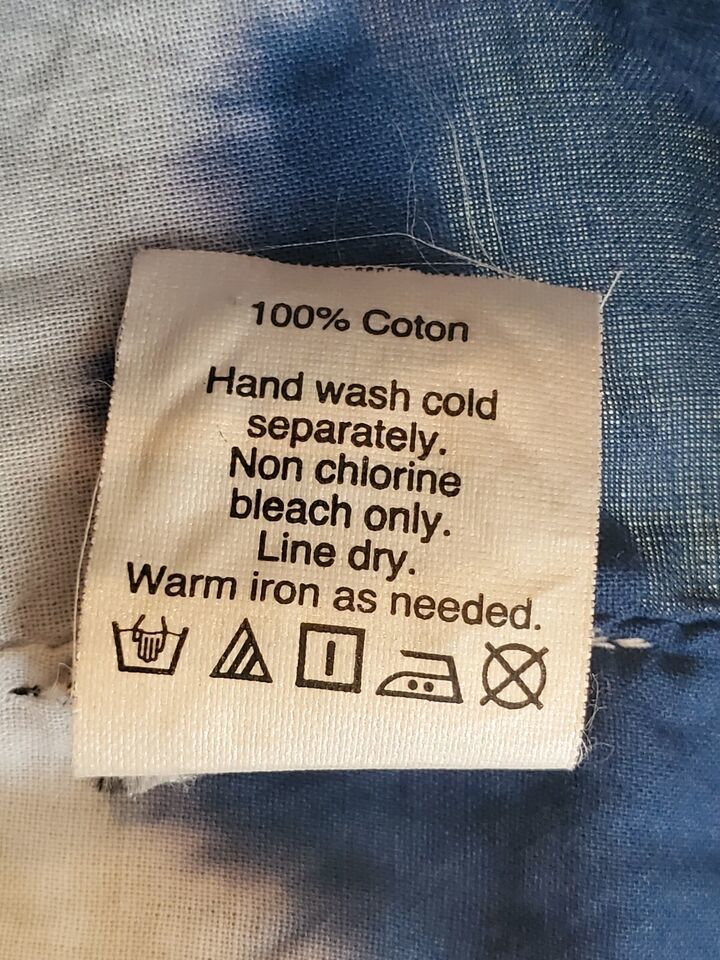 100% Coton
Hand wash cold
separately.
Non chlorine
bleach only.
Line dry.
Warm iron as needed.